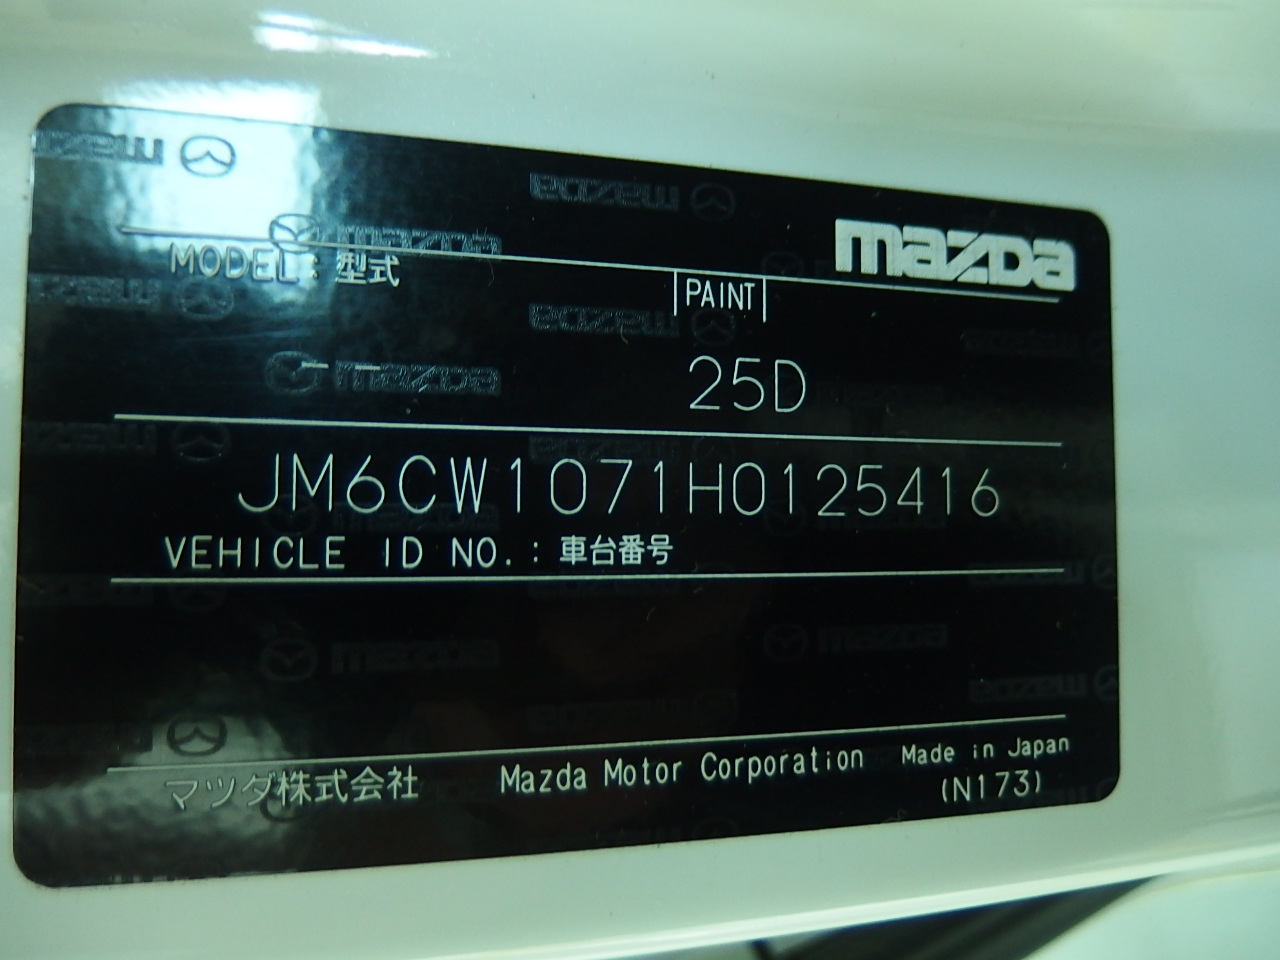 mazda
MODEL: 型式
PAINT
- -
25D
JM6CW1071H0125416
VEHICLE ID NO.: 車台番号
マツダ株式会社 Mazda Motor Corporation Made in Japan
(N173)